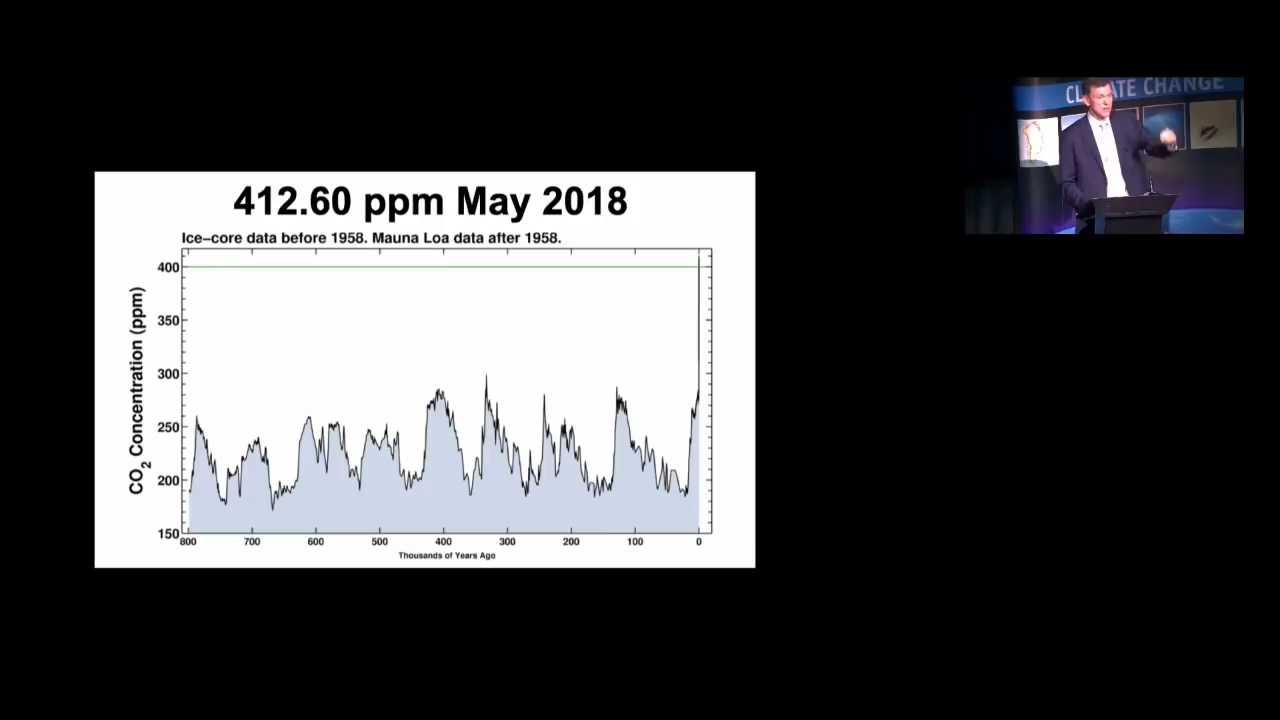 412.60 ppm May 2018
Ice–core data before 1958. Mauna Loa data after 1958.
CO2 Concentration (ppm)
400
350
300
250
200
150
800 700 600 500 400 300 200 100 0
Thousands of Years Ago
CHANGE